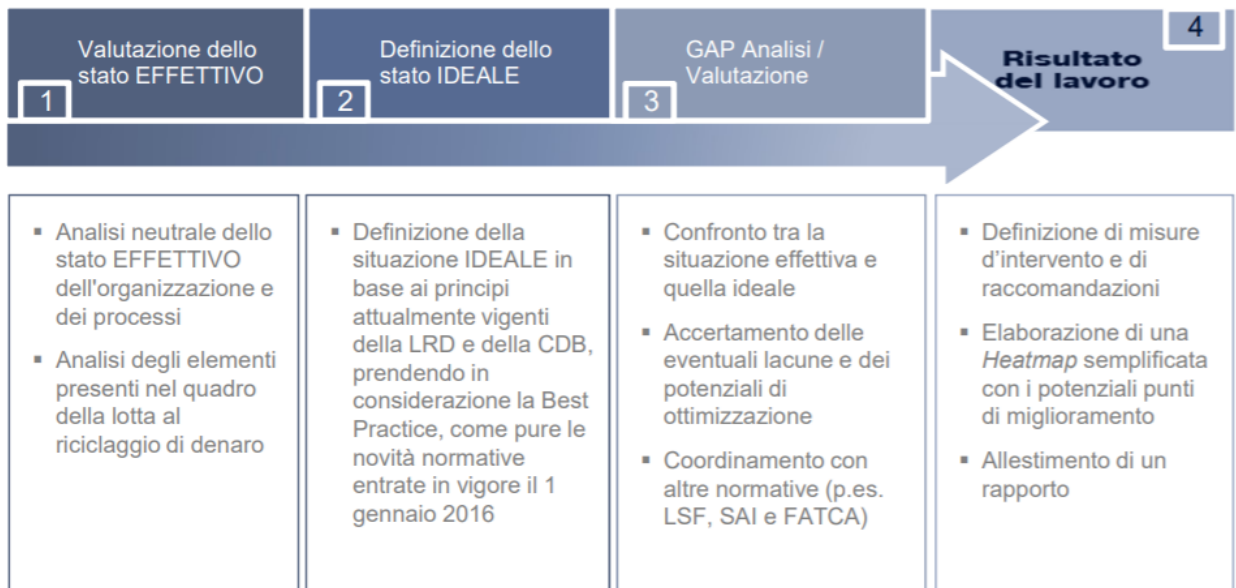 Valutazione dello
stato EFFETTIVO
1
Definizione dello
stato IDEALE
2
GAP Analisi /
Valutazione
3
Risultato
del lavoro
4
▪ Analisi neutrale dello
stato EFFETTIVO
dell'organizzazione e
dei processi
▪ Analisi degli elementi
presenti nel quadro
della lotta al
riciclaggio di denaro
▪ Definizione della
situazione IDEALE in
base ai principi
attualmente vigenti
della LRD e della CDB,
prendendo in
considerazione la Best
Practice, come pure le
novità normative
entrate in vigore il 1
gennaio 2016
▪ Confronto tra la
situazione effettiva e
quella ideale
▪ Accertamento delle
eventuali lacune e dei
potenziali di
ottimizzazione
▪ Coordinamento con
altre normative (p.es.
LSF, SAI e FATCA)
▪ Definizione di misure
d'intervento e di
raccomandazioni
▪ Elaborazione di una
Heatmap semplificata
con i potenziali punti
di miglioramento
▪ Allestimento di un
rapporto